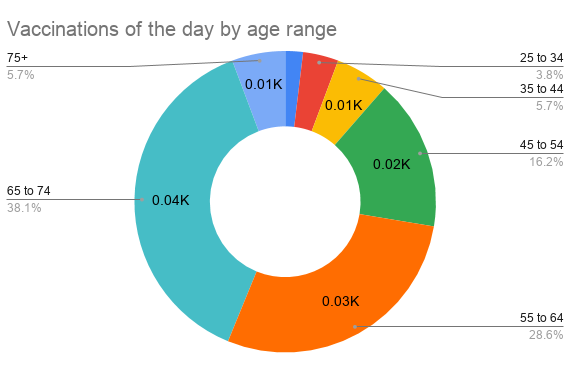 Vaccinations of the day by age range
75+
5.7%
25 to 34
3.8%
35 to 44
5.7%
45 to 54
16.2%
65 to 74
38.1%
55 to 64
28.6%
0.01K
0.01K
0.02K
0.04K
0.03K